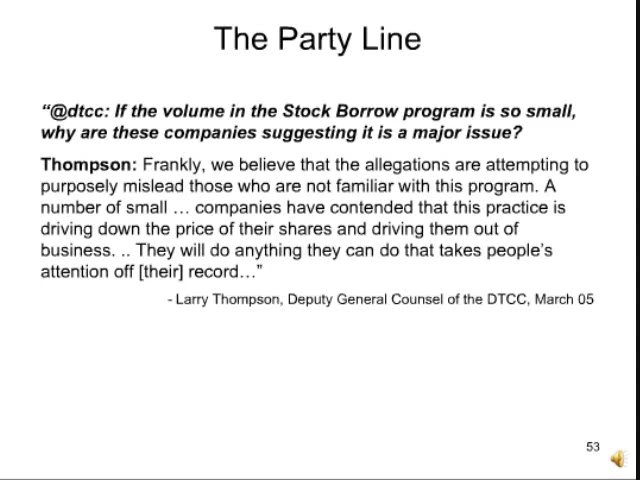 The Party Line
“@dtcc: If the volume in the Stock Borrow program is so small,
why are these companies suggesting it is a major issue?
Thompson: Frankly, we believe that the allegations are attempting to
purposely mislead those who are not familiar with this program. A
number of small … companies have contended that this practice is
driving down the price of their shares and driving them out of
business. .. They will do anything they can do that takes people’s
attention off [their] record…”
- Larry Thompson, Deputy General Counsel of the DTCC, March 05
53